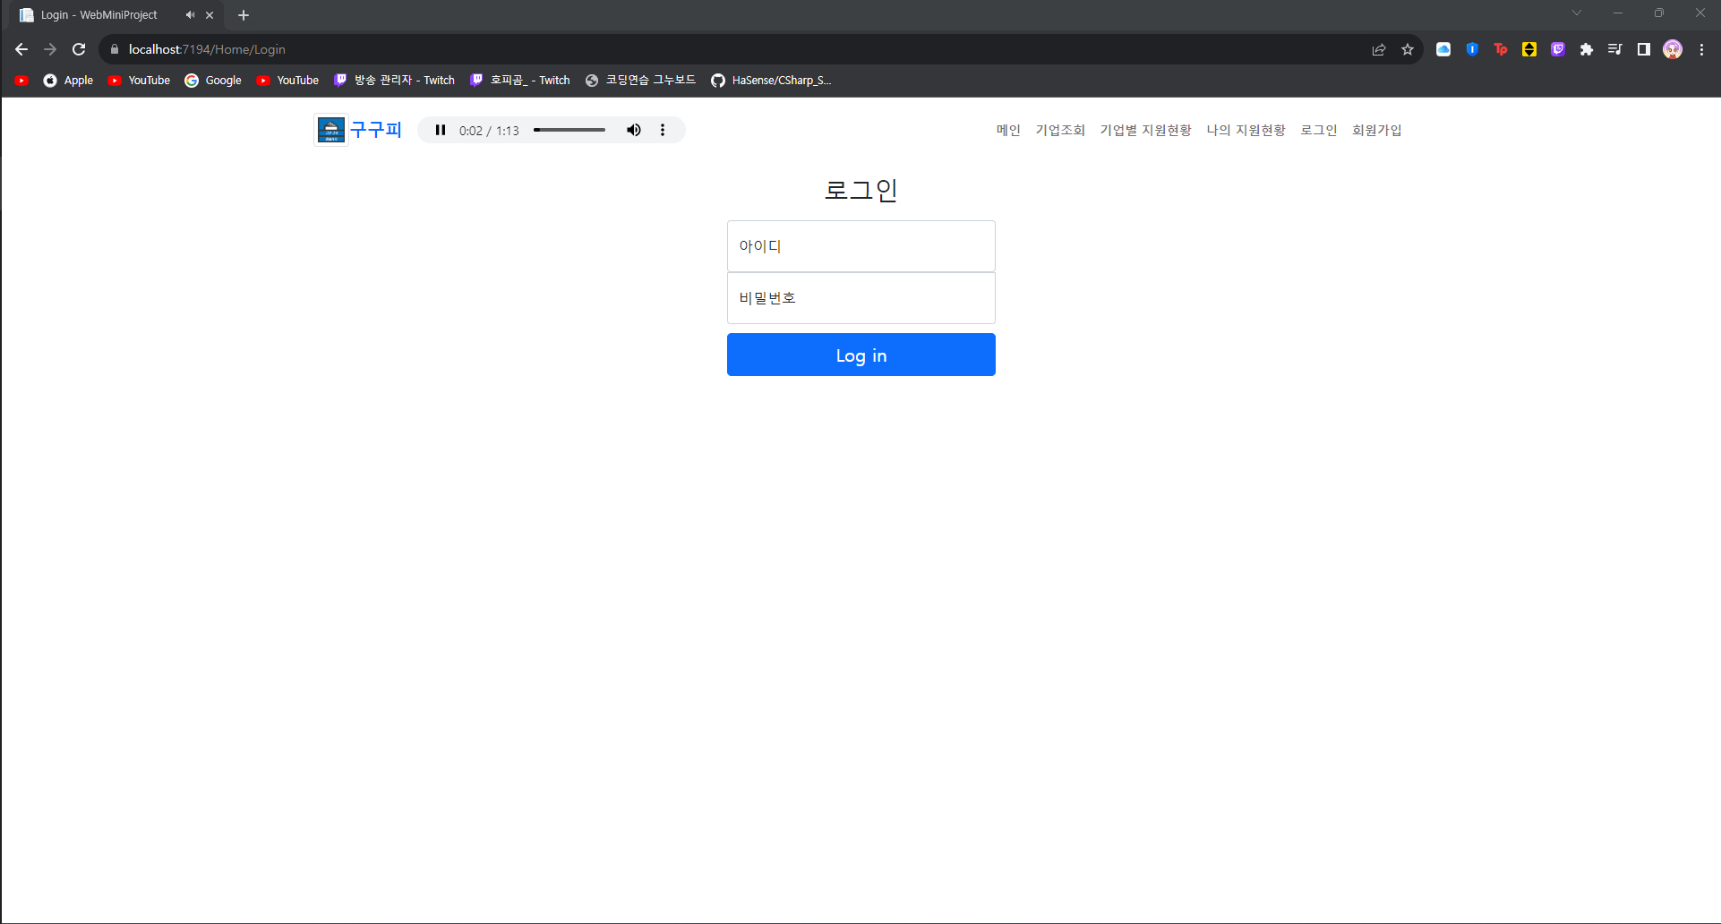 Login - WebMiniProject
localhost:7194/Home/Login
Apple YouTube Google YouTube 방송 관리자 - Twitch 호피곰_ - Twitch 코딩연습 그누보드 HaSense/CSharp_S...
구구피 0:02 / 1:13 메인 기업조회 기업별 지원현황 나의 지원현황 로그인 회원가입
로그인
아이디
비밀번호
Log in